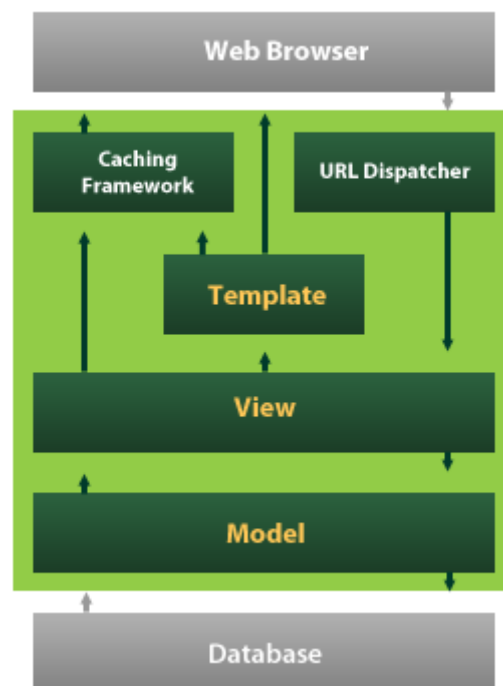 Web Browser
Caching
Framework
URL Dispatcher
Template
View
Model
Database